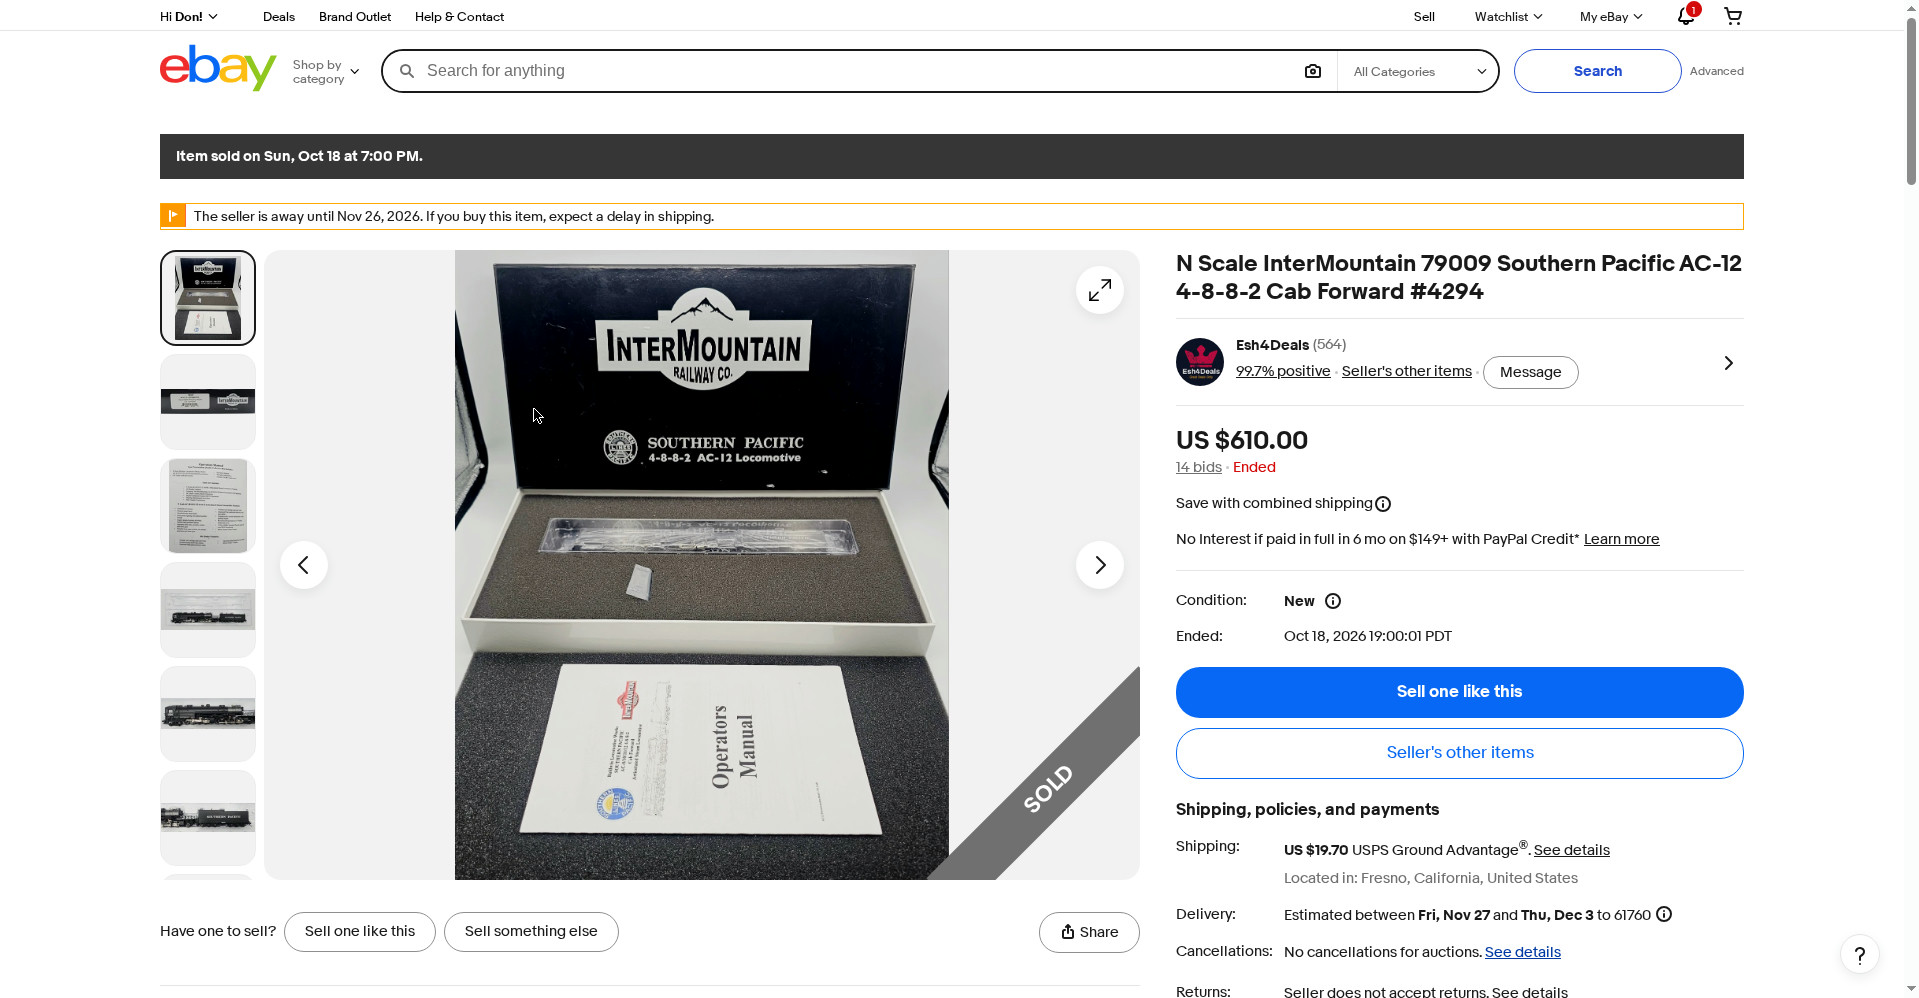 Hi Don!
Deals
Brand Outlet
Help & Contact
Sell
Watchlist
My eBay
1
ebay
Shop by category
Search for anything
All Categories
Search
Advanced
Item sold on Sun, Oct 18 at 7:00 PM.
The seller is away until Nov 26, 2026. If you buy this item, expect a delay in shipping.
INTERMOUNTAIN
RAILWAY CO.
SOUTHERN PACIFIC
4-8-8-2 AC-12 Locomotive
Operators
Manual
SOLD
N Scale InterMountain 79009 Southern Pacific AC-12
4-8-8-2 Cab Forward #4294
Esh4Deals
Esh4Deals (564)
99.7% positive · Seller's other items · Message
US $610.00
14 bids · Ended
Save with combined shipping
No Interest if paid in full in 6 mo on $149+ with PayPal Credit* Learn more
Condition: New
Ended: Oct 18, 2026 19:00:01 PDT
Sell one like this
Seller's other items
Shipping, policies, and payments
Shipping: US $19.70 USPS Ground Advantage®. See details
Located in: Fresno, California, United States
Delivery: Estimated between Fri, Nov 27 and Thu, Dec 3 to 61760
Cancellations: No cancellations for auctions. See details
Returns: Seller does not accept returns. See details
Have one to sell? Sell one like this Sell something else
Share
?